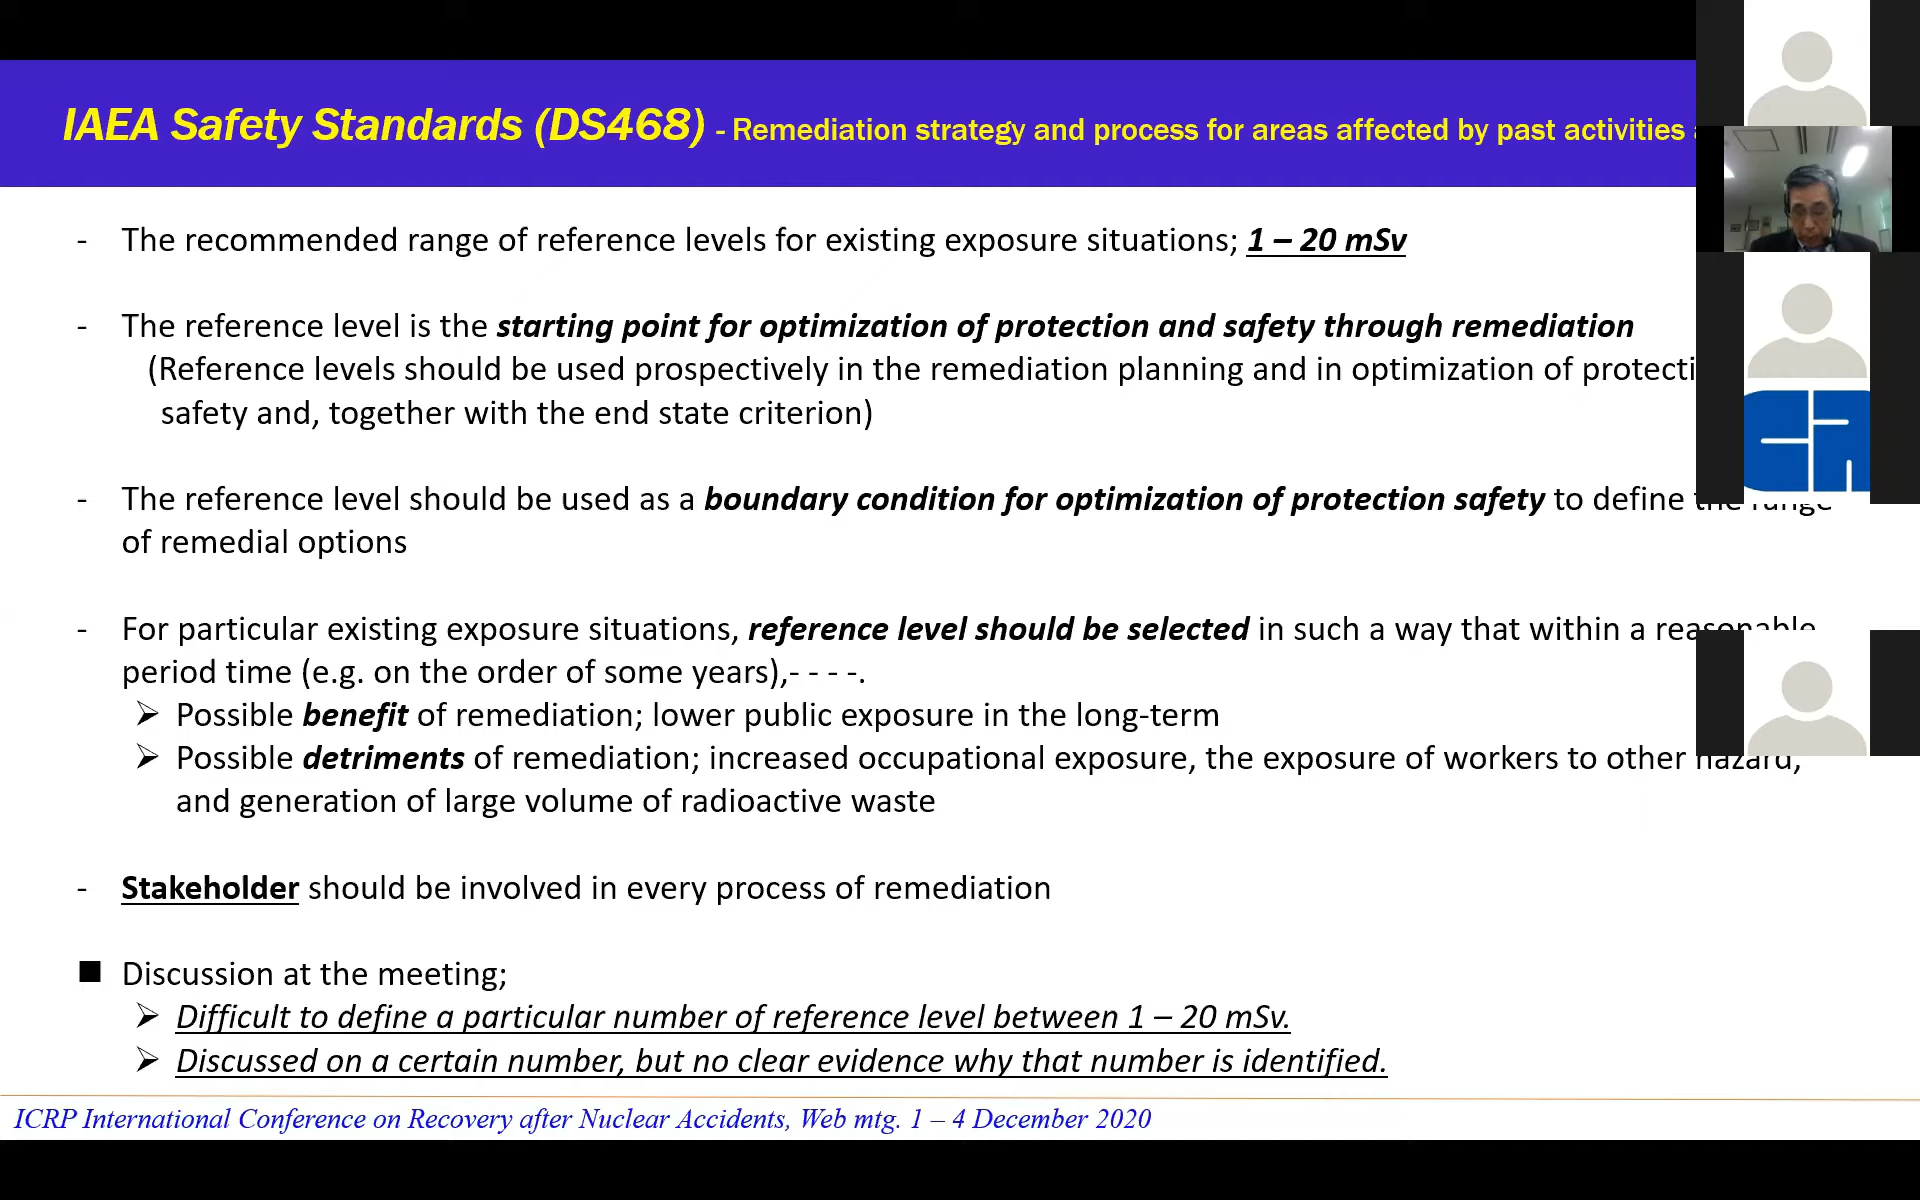 IAEA Safety Standards (DS468) - Remediation strategy and process for areas affected by past activities
- The recommended range of reference levels for existing exposure situations; 1 – 20 mSv
- The reference level is the starting point for optimization of protection and safety through remediation
(Reference levels should be used prospectively in the remediation planning and in optimization of protecti
safety and, together with the end state criterion)
- The reference level should be used as a boundary condition for optimization of protection safety to define the range
of remedial options
- For particular existing exposure situations, reference level should be selected in such a way that within a reasonable
period time (e.g. on the order of some years),- - - -.
➢ Possible benefit of remediation; lower public exposure in the long-term
➢ Possible detriments of remediation; increased occupational exposure, the exposure of workers to other hazard,
and generation of large volume of radioactive waste
- Stakeholder should be involved in every process of remediation
■ Discussion at the meeting;
➢ Difficult to define a particular number of reference level between 1 – 20 mSv.
➢ Discussed on a certain number, but no clear evidence why that number is identified.
ICRP International Conference on Recovery after Nuclear Accidents, Web mtg. 1 – 4 December 2020